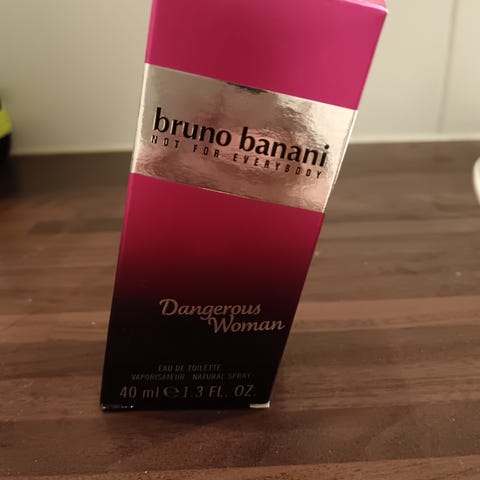 bruno banani
NOT FOR EVERYBODY
Dangerous
Woman
EAU DE TOILETTE
VAPORISATEUR · NATURAL SPRAY
40 ml ℮ 1.3 FL. OZ.